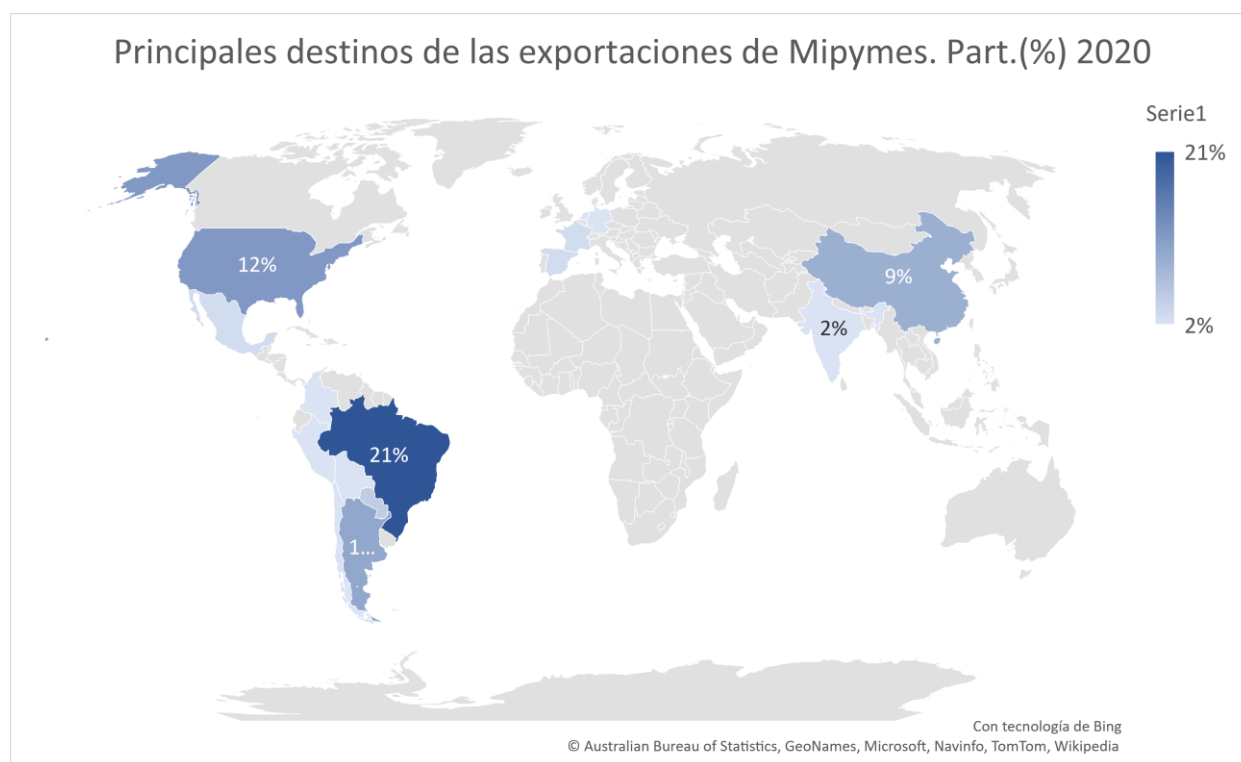 Principales destinos de las exportaciones de Mipymes. Part.(%) 2020
Serie1
21%
2%
12%
9%
2%
21%
1...
Con tecnología de Bing
© Australian Bureau of Statistics, GeoNames, Microsoft, Navinfo, TomTom, Wikipedia